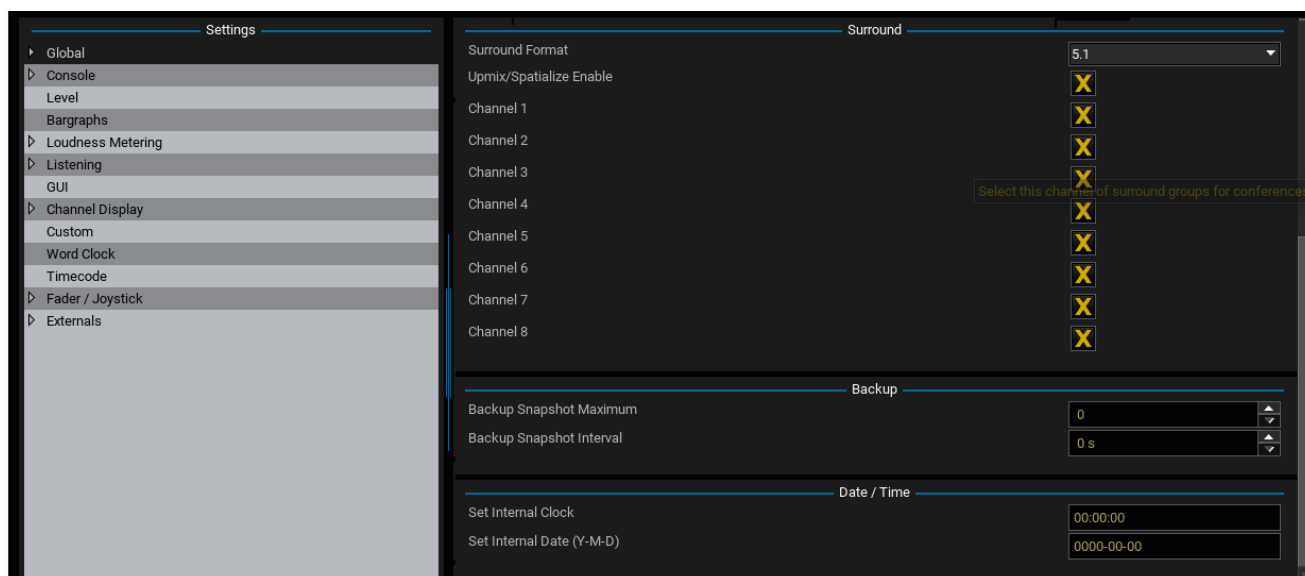 Settings
Global
Console
Level
Bargraphs
Loudness Metering
Listening
GUI
Channel Display
Custom
Word Clock
Timecode
Fader / Joystick
Externals
Surround
Surround Format
5.1
Upmix/Spatialize Enable
X
Channel 1
X
Channel 2
X
Channel 3
X
Select this channel of surround groups for conferences
Channel 4
X
Channel 5
X
Channel 6
X
Channel 7
X
Channel 8
X
Backup
Backup Snapshot Maximum
0
Backup Snapshot Interval
0 s
Date / Time
Set Internal Clock
00:00:00
Set Internal Date (Y-M-D)
0000-00-00